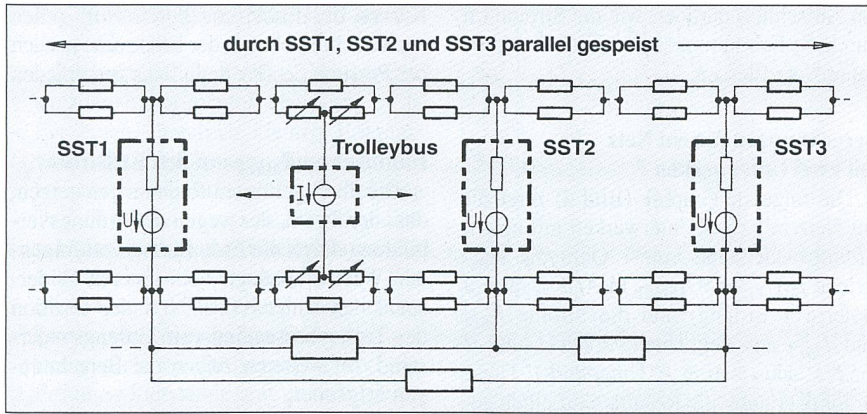 durch SST1, SST2 und SST3 parallel gespeist
SST1
Trolleybus
SST2
SST3
U
I
U
U